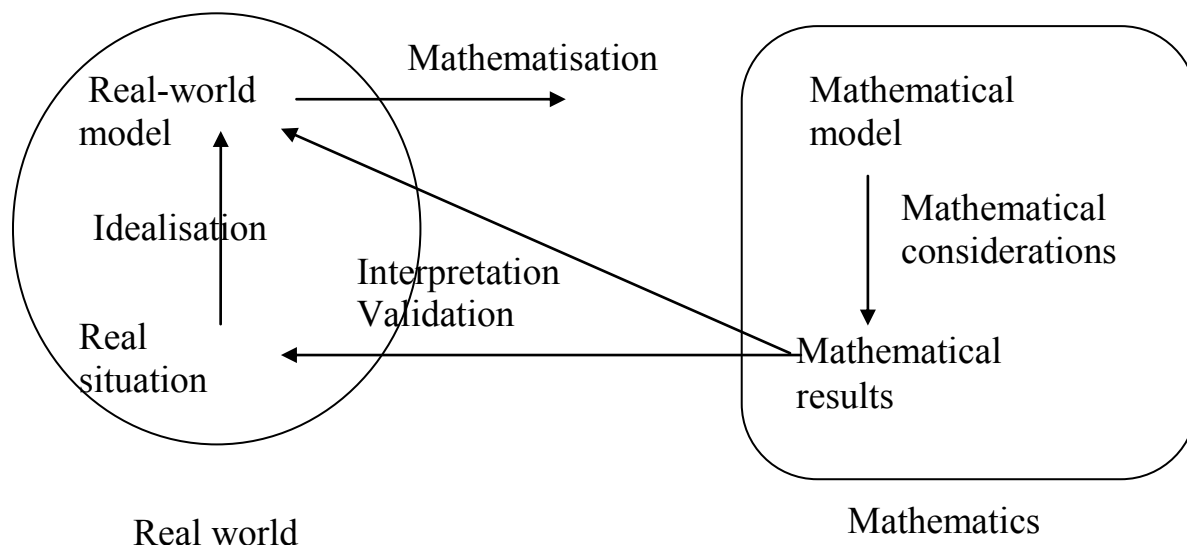 Mathematisation
Real-world
model
Mathematical
model
Idealisation
Mathematical
considerations
Interpretation
Validation
Real
situation
Mathematical
results
Real world
Mathematics